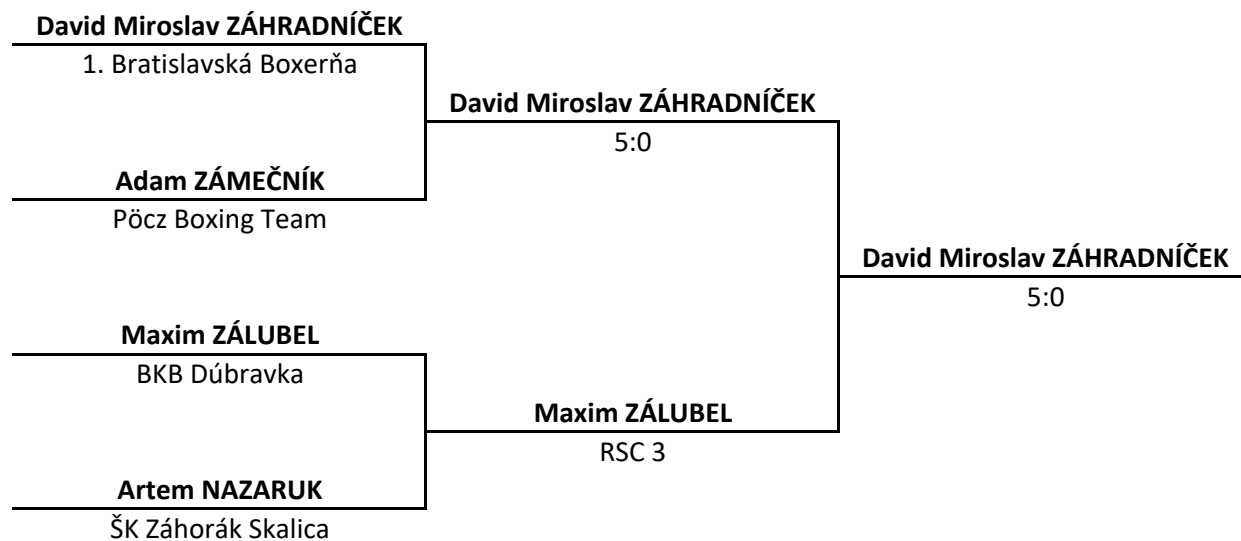 David Miroslav ZÁHRADNÍČEK
1. Bratislavská Boxerňa
David Miroslav ZÁHRADNÍČEK
5:0
Adam ZÁMEČNÍK
Pöcz Boxing Team
David Miroslav ZÁHRADNÍČEK
5:0
Maxim ZÁLUBEL
BKB Dúbravka
Maxim ZÁLUBEL
RSC 3
Artem NAZARUK
ŠK Záhorák Skalica